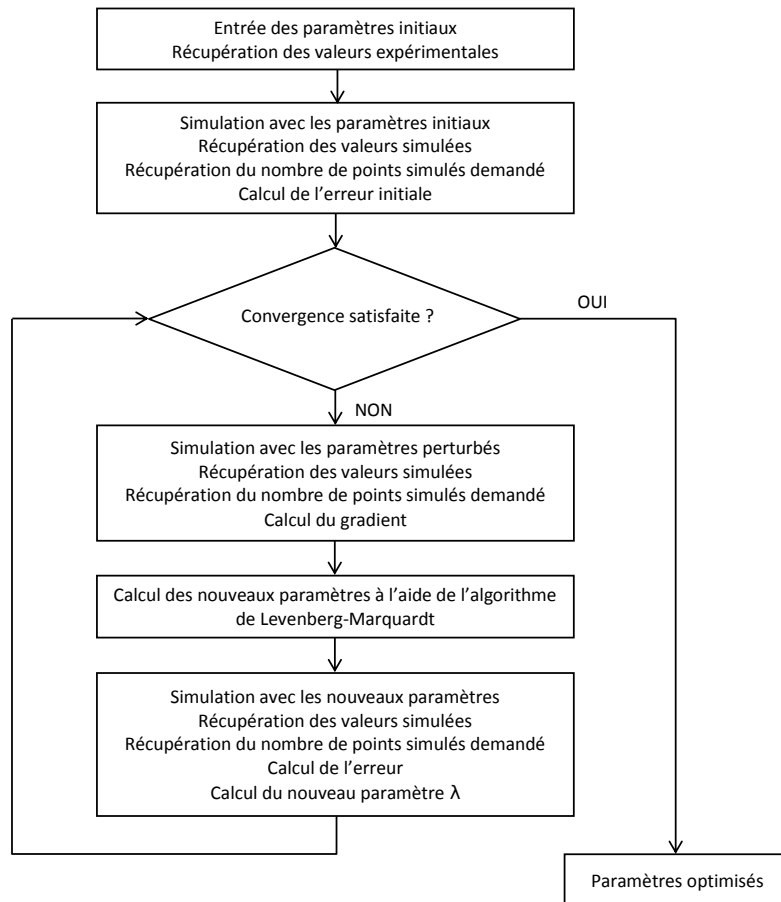 Entrée des paramètres initiaux
Récupération des valeurs expérimentales
Simulation avec les paramètres initiaux
Récupération des valeurs simulées
Récupération du nombre de points simulés demandé
Calcul de l’erreur initiale
Convergence satisfaite ?
OUI
NON
Simulation avec les paramètres perturbés
Récupération des valeurs simulées
Récupération du nombre de points simulés demandé
Calcul du gradient
Calcul des nouveaux paramètres à l’aide de l’algorithme
de Levenberg-Marquardt
Simulation avec les nouveaux paramètres
Récupération des valeurs simulées
Récupération du nombre de points simulés demandé
Calcul de l’erreur
Calcul du nouveau paramètre λ
Paramètres optimisés